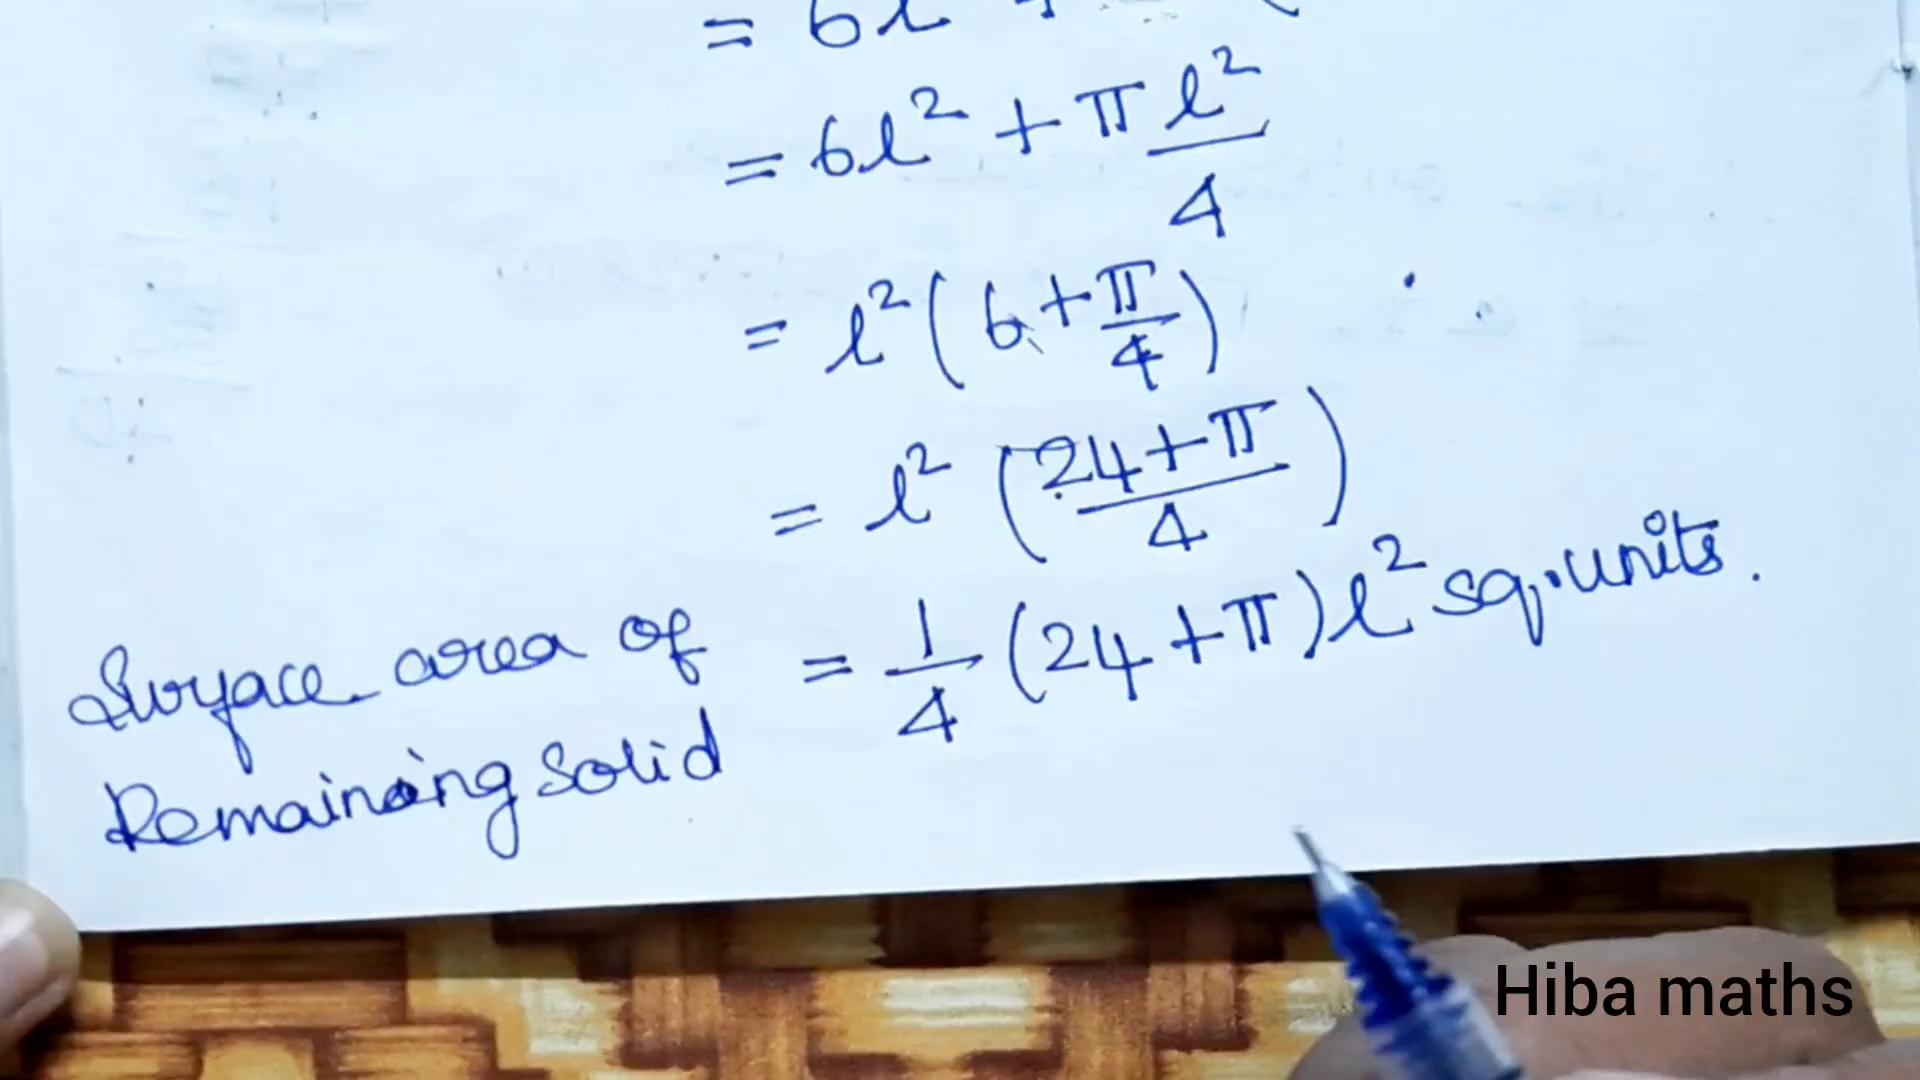 = 6l² + πl²/4
= l²(6+π/4)
= l²(24+π/4)
Surface area of = 1/4 (24+π)l² sq.units.
Remaining solid
Hiba maths